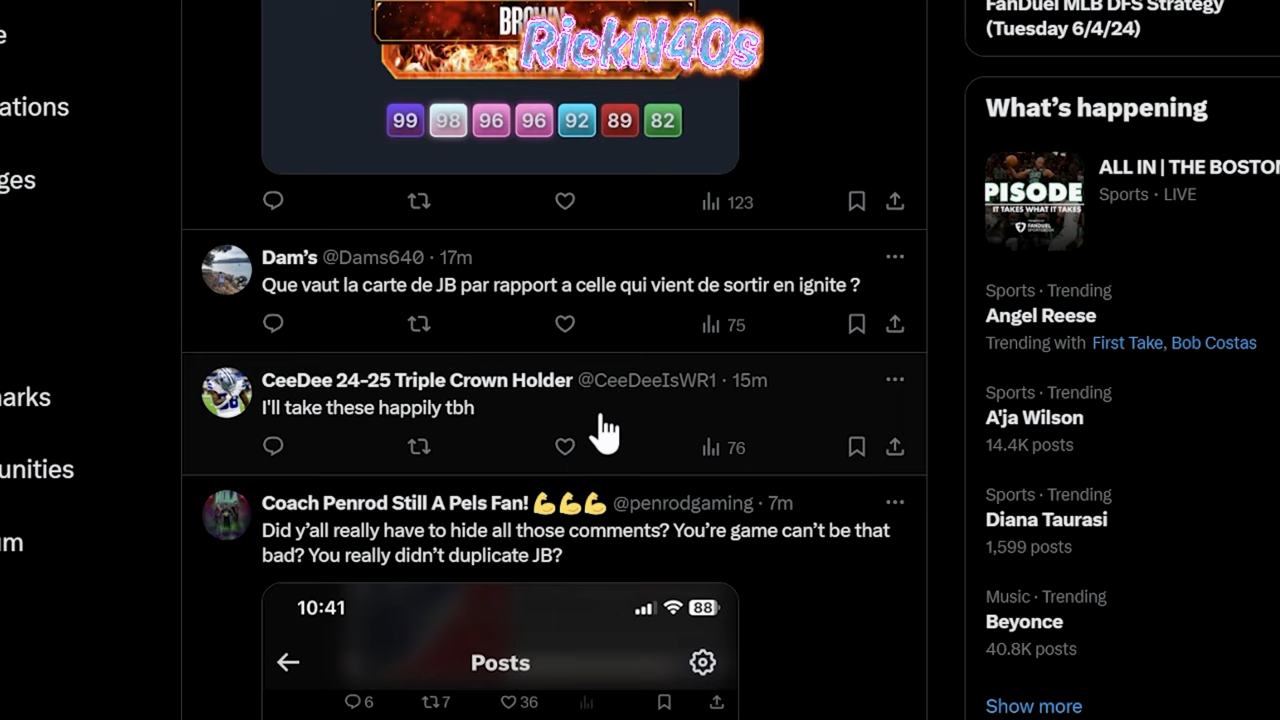 e
ations
ges
arks
unities
um
BROWN
RickN40s
99 98 96 96 92 89 82
123
Dam's @Dams640 · 17m
Que vaut la carte de JB par rapport a celle qui vient de sortir en ignite ?
75
CeeDee 24-25 Triple Crown Holder @CeeDeeIsWR1 · 15m
I'll take these happily tbh
76
Coach Penrod Still A Pels Fan! 💪💪💪 @penrodgaming · 7m
Did y'all really have to hide all those comments? You're game can't be that
bad? You really didn't duplicate JB?
10:41 88
Posts
6 7 36
FanDuel MLB DFS Strategy
(Tuesday 6/4/24)
What's happening
PISODE
IT TAKES WHAT IT TAKES
ALL IN | THE BOSTON
Sports · LIVE
Sports · Trending
Angel Reese
Trending with First Take, Bob Costas
Sports · Trending
A'ja Wilson
14.4K posts
Sports · Trending
Diana Taurasi
1,599 posts
Music · Trending
Beyonce
40.8K posts
Show more